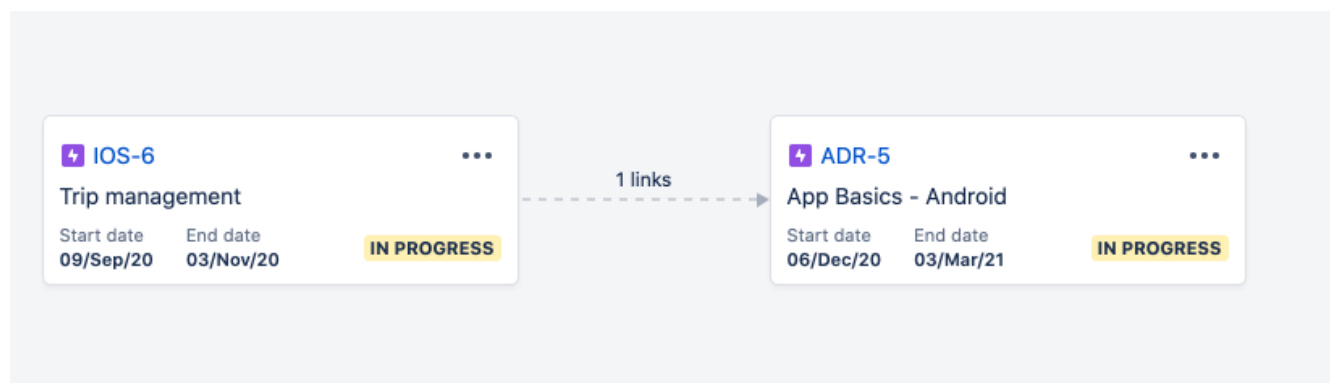 IOS-6
Trip management
Start date End date
09/Sep/20 03/Nov/20
IN PROGRESS
1 links
ADR-5
App Basics - Android
Start date End date
06/Dec/20 03/Mar/21
IN PROGRESS